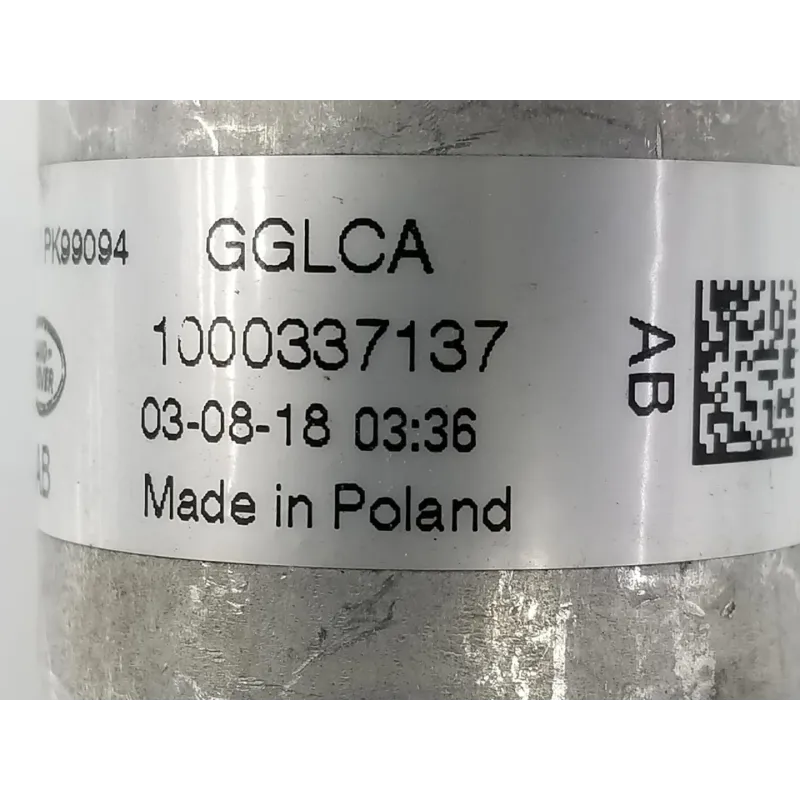 PK99094
GGLCA
1000337137
03-08-18 03:36
Made in Poland
AB
AB